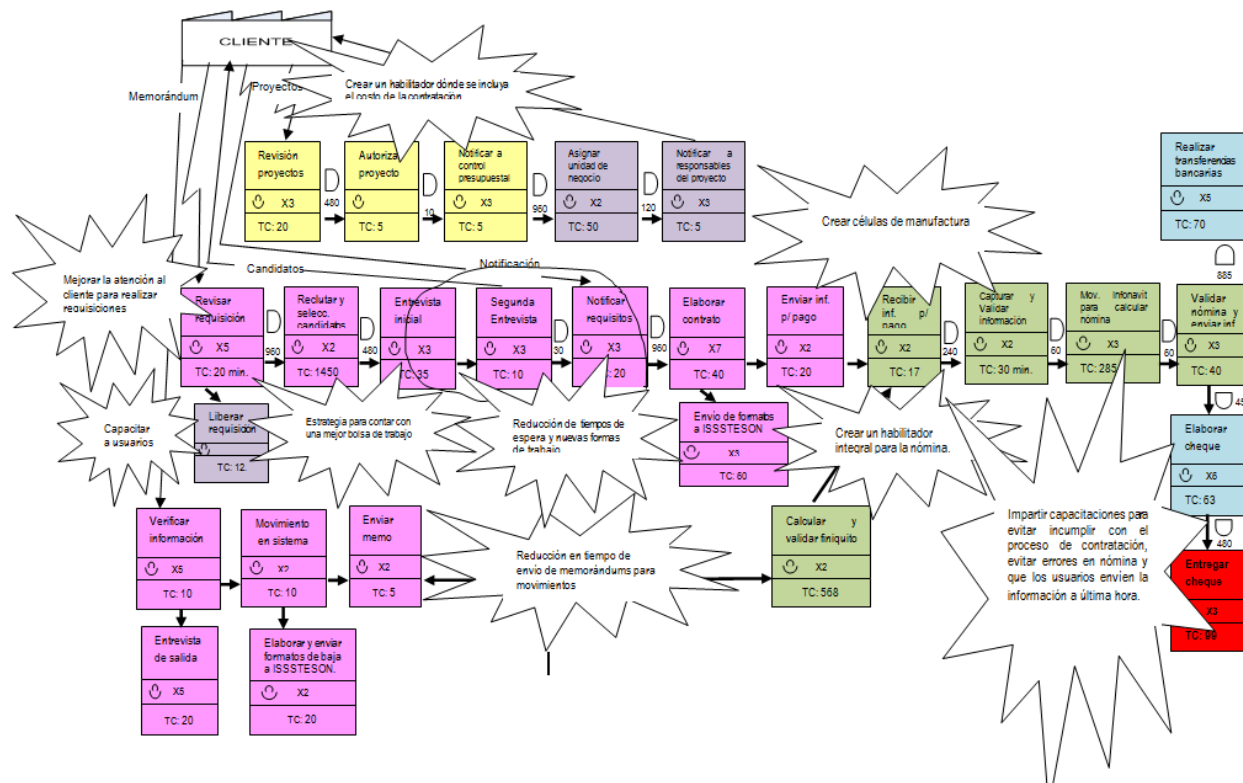 CLIENTE
Memorándum
Proyectos
Crear un habilitador dónde se incluya
el costo de la contratación
Revisión
proyectos
X3
TC: 20
480
Autoriza
proyecto
TC: 5
10
Notificar a
control
presupuestal
X3
TC: 5
960
Asignar
unidad de
negocio
X2
TC: 50
120
Notificar a
responsables
del proyecto
X3
TC: 5
Realizar
transferencias
bancarias
X5
TC: 70
885
Crear células de manufactura
Mejorar la atención al
cliente para realizar
requisiciones
Candidatos
Notificación
Revisar
requisición
X5
TC: 20 min.
960
Reclutar y
selecc.
candidatos
X2
TC: 1450
480
Entrevista
inicial
X3
TC: 35
Segunda
Entrevista
X3
TC: 10
30
Notificar
requisitos
X3
TC: 20
960
Elaborar
contrato
X7
TC: 40
Enviar inf.
p/ pago
X2
TC: 20
Recibir
inf. p/
pago
X2
TC: 17
240
Capturar y
Validar
información
X2
TC: 30 min.
60
Mov. Infonavit
para calcular
nómina
X3
TC: 285
60
Validar
nómina y
enviar inf.
X3
TC: 40
45
Capacitar
a usuarios
Liberar
requisición
TC: 12.
Estrategia para contar con
una mejor bolsa de trabajo
Reducción de tiempos de
espera y nuevas formas
de trabajo
Envío de formatos
a ISSSTESON
X3
TC: 60
Crear un habilitador
integral para la nómina.
Elaborar
cheque
X6
TC: 63
480
Verificar
información
X5
TC: 10
Movimiento
en sistema
X2
TC: 10
Enviar
memo
X2
TC: 5
Reducción en tiempo de
envío de memorándums para
movimientos
Calcular y
validar finiquito
X2
TC: 568
Impartir capacitaciones para
evitar incumplir con el
proceso de contratación,
evitar errores en nómina y
que los usuarios envíen la
información a última hora.
Entregar
cheque
X3
TC: 99
Entrevista
de salida
X5
TC: 20
Elaborar y enviar
formatos de baja
a ISSSTESON.
X2
TC: 20